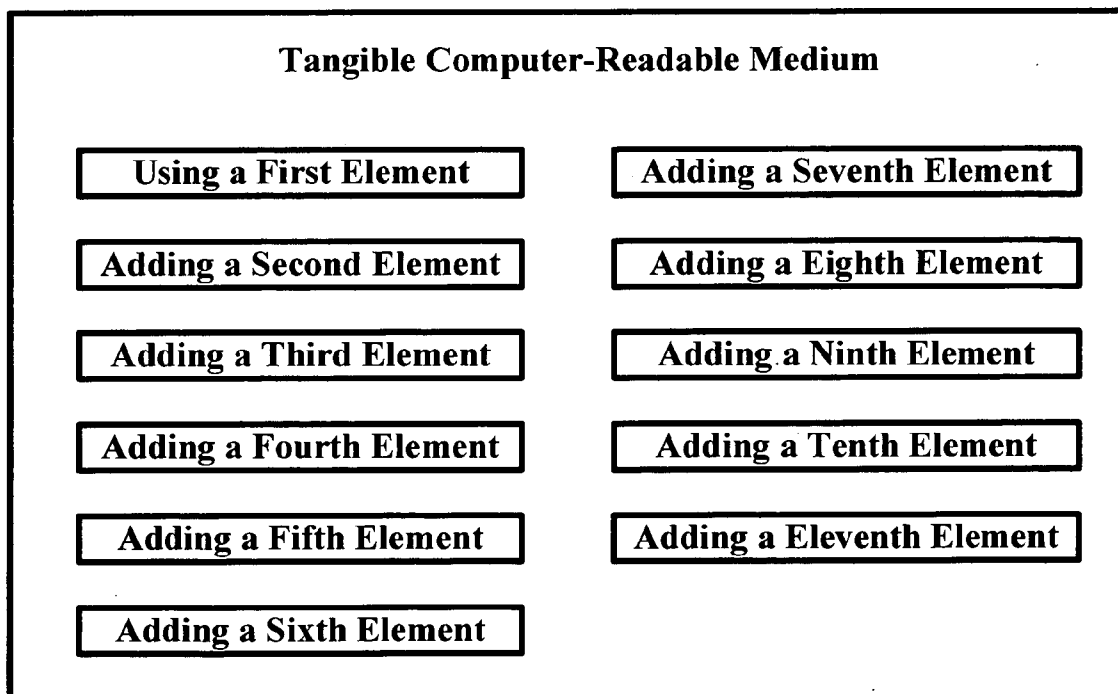 Tangible Computer-Readable Medium
Using a First Element
Adding a Second Element
Adding a Third Element
Adding a Fourth Element
Adding a Fifth Element
Adding a Sixth Element
Adding a Seventh Element
Adding a Eighth Element
Adding a Ninth Element
Adding a Tenth Element
Adding a Eleventh Element